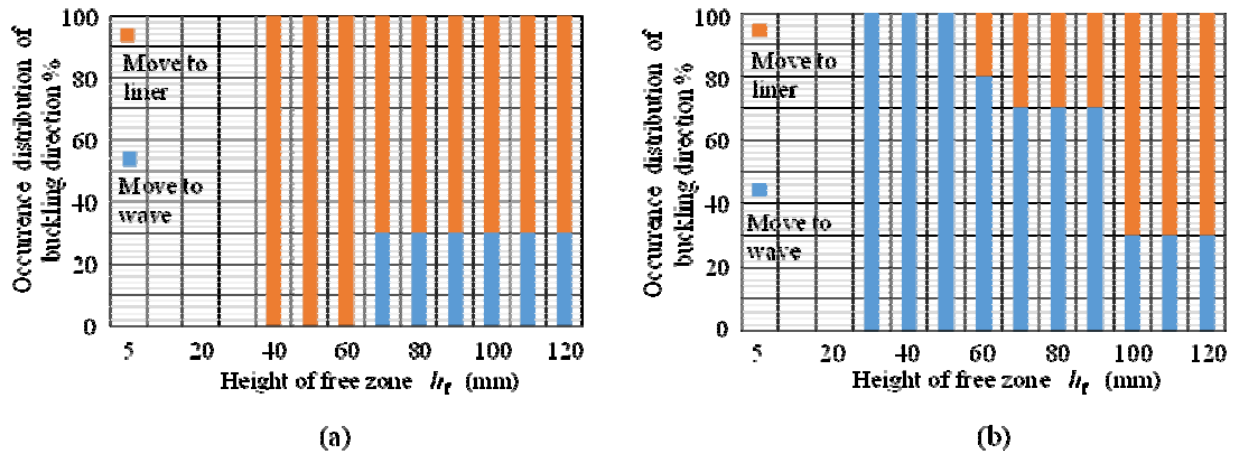 Occurrence distribution of
buckling direction %
100
80
60
40
20
0
Move to
liner
Move to
wave
5 20 40 60 80 100 120
Height of free zone hf (mm)
(a)
Occurrence distribution of
buckling direction %
100
80
60
40
20
0
Move to
liner
Move to
wave
5 20 40 60 80 100 120
Height of free zone hf (mm)
(b)